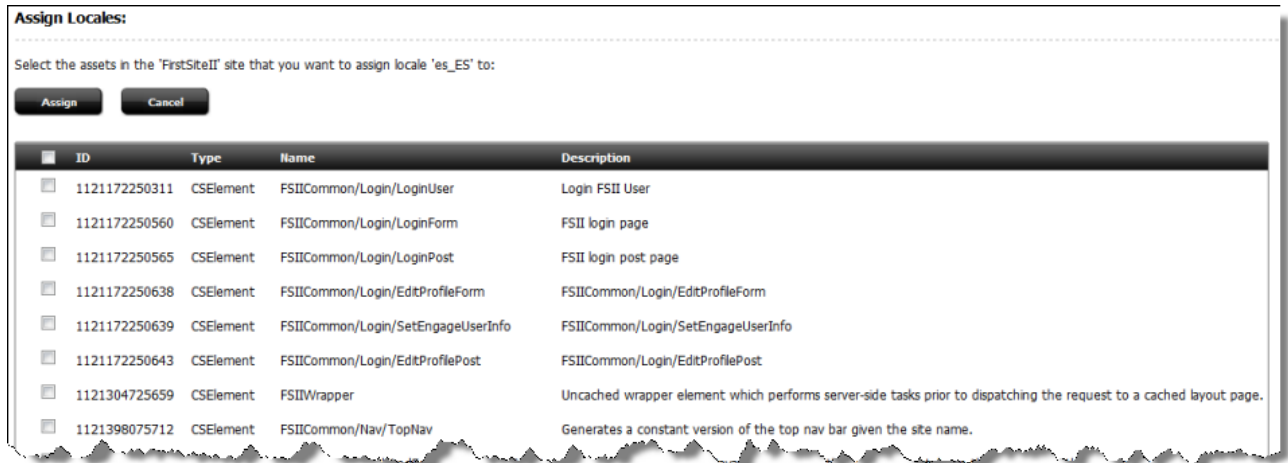 Assign Locales:
Select the assets in the 'FirstSiteII' site that you want to assign locale 'es_ES' to:
Assign Cancel
ID Type Name Description
1121172250311 CSElement FSIICommon/Login/LoginUser Login FSII User
1121172250560 CSElement FSIICommon/Login/LoginForm FSII login page
1121172250565 CSElement FSIICommon/Login/LoginPost FSII login post page
1121172250638 CSElement FSIICommon/Login/EditProfileForm FSIICommon/Login/EditProfileForm
1121172250639 CSElement FSIICommon/Login/SetEngageUserInfo FSIICommon/Login/SetEngageUserInfo
1121172250643 CSElement FSIICommon/Login/EditProfilePost FSIICommon/Login/EditProfilePost
1121304725659 CSElement FSIIWrapper Uncached wrapper element which performs server-side tasks prior to dispatching the request to a cached layout page.
1121398075712 CSElement FSIICommon/Nav/TopNav Generates a constant version of the top nav bar given the site name.